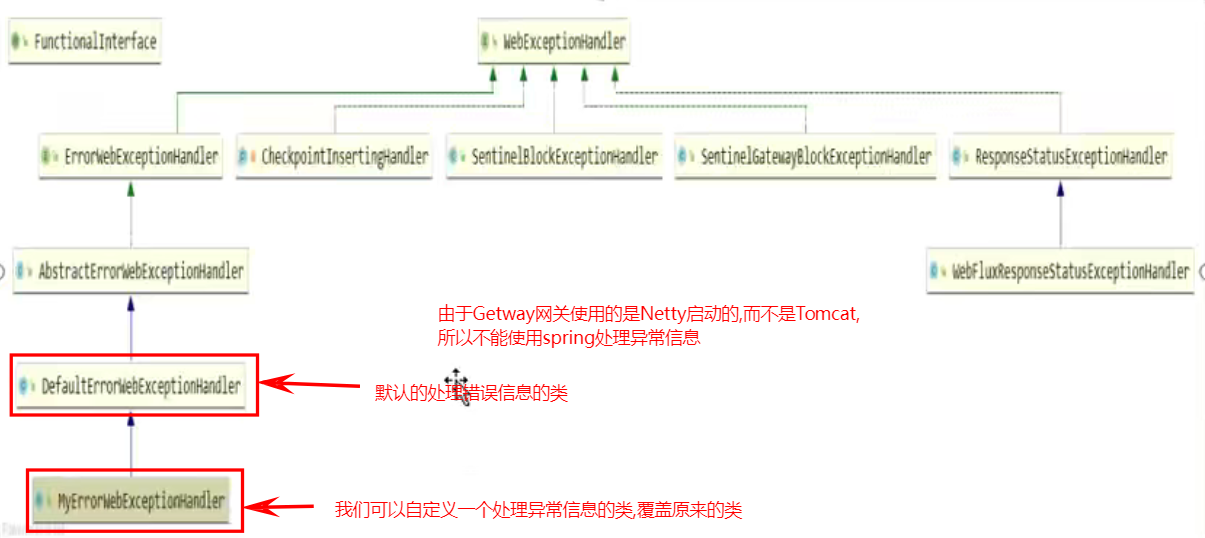 FunctionalInterface
WebExceptionHandler
ErrorWebExceptionHandler
CheckpointInsertingHandler
SentinelBlockExceptionHandler
SentinelGatewayBlockExceptionHandler
ResponseStatusExceptionHandler
AbstractErrorWebExceptionHandler
WebFluxResponseStatusExceptionHandler
由于Getway网关使用的是Netty启动的,而不是Tomcat,
所以不能使用spring处理异常信息
DefaultErrorWebExceptionHandler
默认的处理错误信息的类
MyErrorWebExceptionHandler
我们可以自定义一个处理异常信息的类,覆盖原来的类